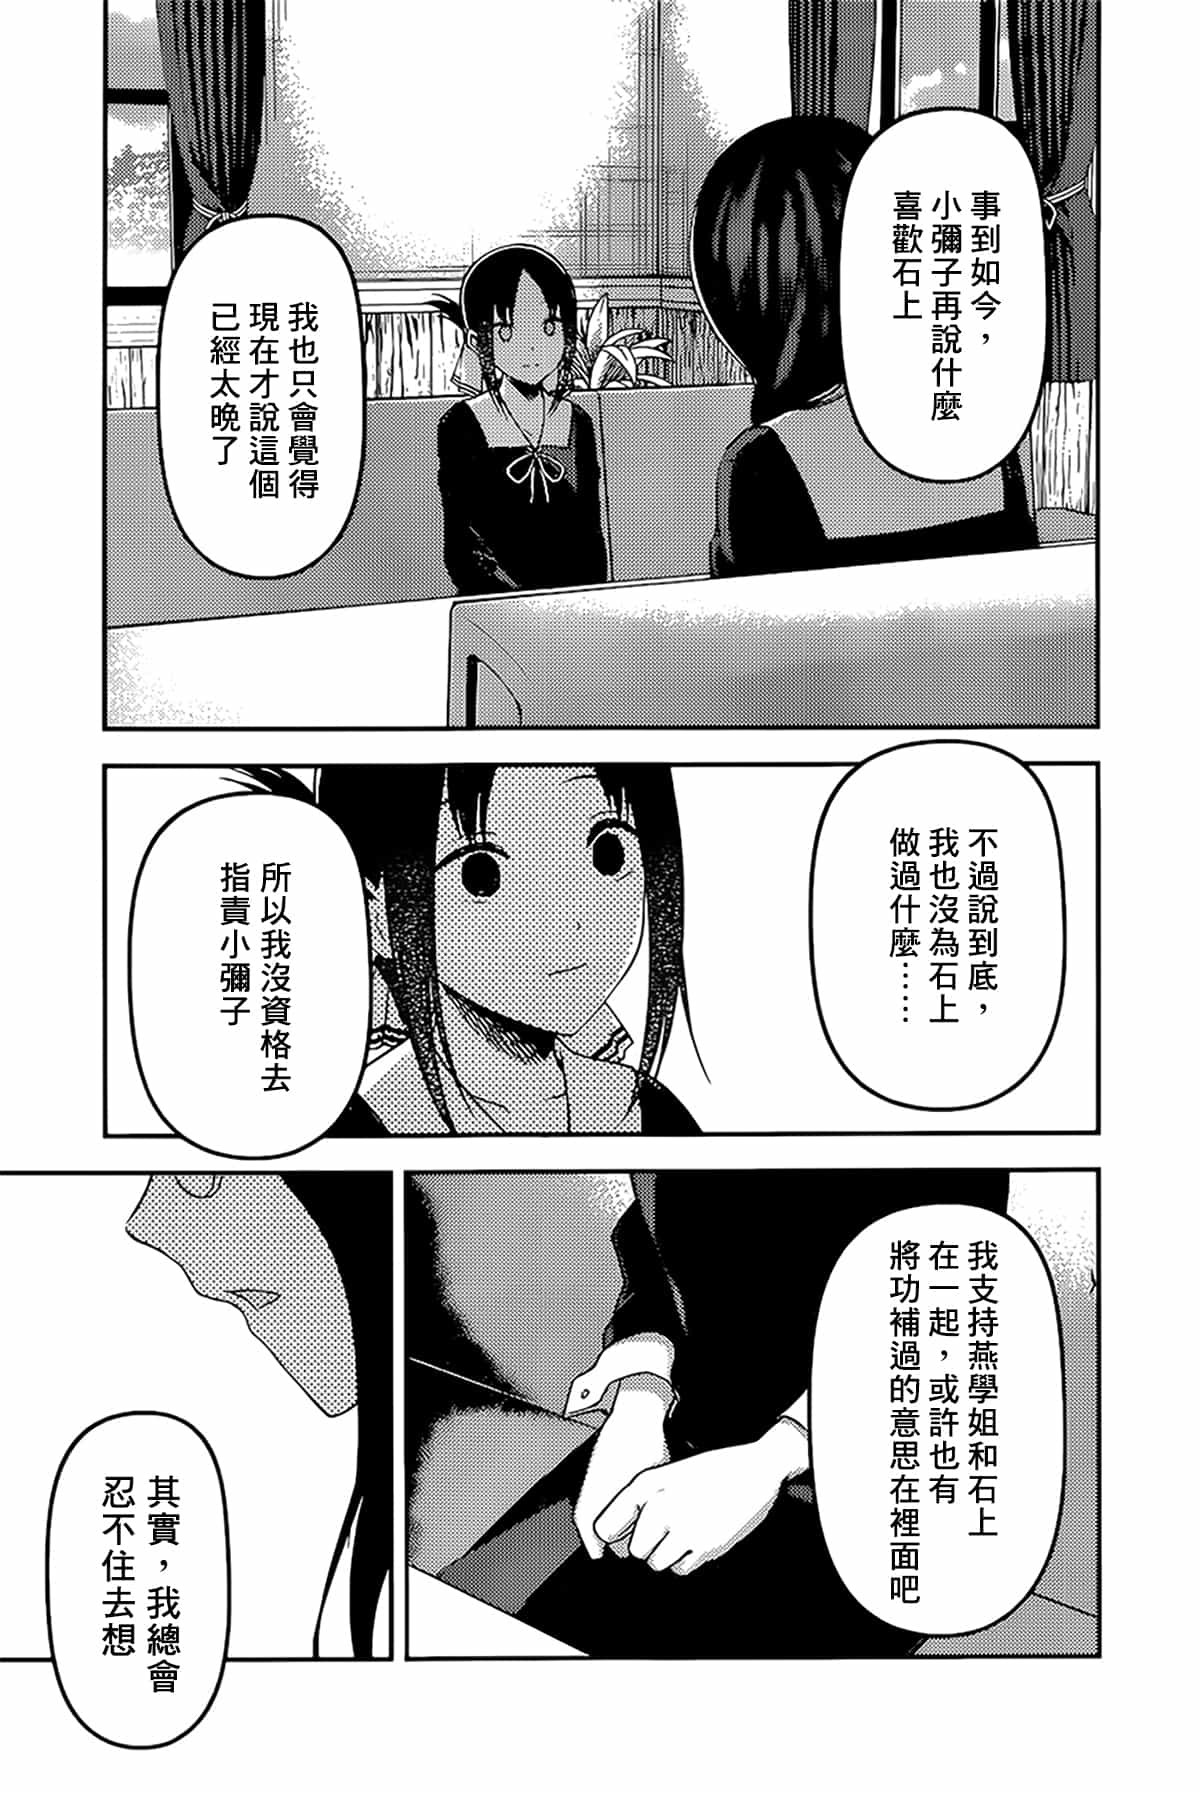 事到如今，
小彌子再說什麼
喜歡石上
我也只會覺得
現在才說這個
已經太晚了
不過說到底，
我也沒為石上
做過什麼……
所以我沒資格去
指責小彌子
我支持燕學姐和石上
在一起，或許也有
將功補過的意思在裡面吧
其實，我總會
忍不住去想